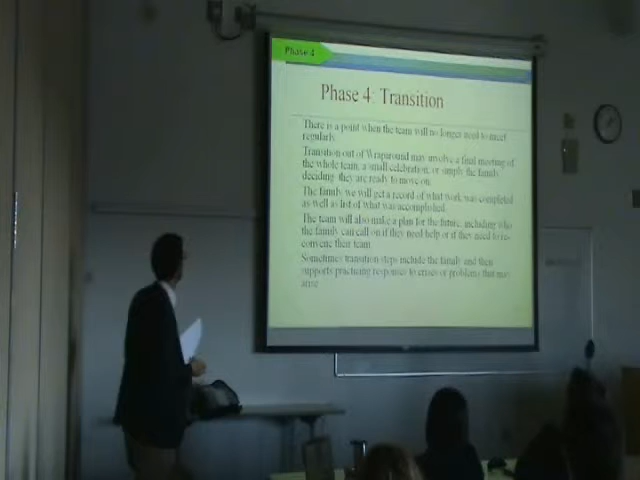 Phase 4
Phase 4: Transition
There is a point when the team will no longer need to meet
regularly.
Transition out of Wraparound may involve a final meeting of
the whole team, a small celebration, or simply the family
deciding they are ready to move on.
The family we will get a record of what work was completed
as well as list of what was accomplished.
The team will also make a plan for the future, including who
the family can call on if they need help or if they need to re-
convene their team.
Sometimes transition steps include the family and their
supports practicing responses to crises or problems that may
arise